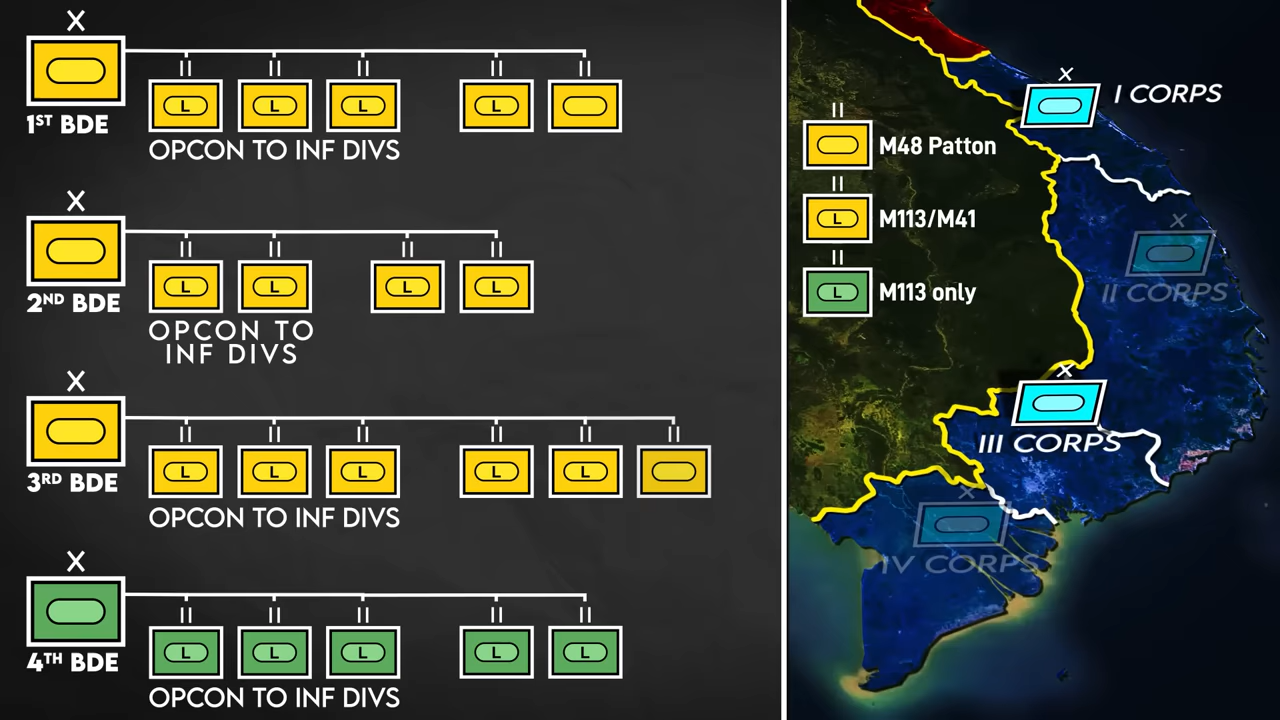 X
II II II II II
L L L L
1ST BDE
OPCON TO INF DIVS
X
II II II II
L L L L
2ND BDE
OPCON TO
INF DIVS
X
II II II II II II
L L L L L
3RD BDE
OPCON TO INF DIVS
X
II II II II II
L L L L L
4TH BDE
OPCON TO INF DIVS
X
I CORPS
II
M48 Patton
II
L
M113/M41
II
L
M113 only
X
II CORPS
X
III CORPS
X
IV CORPS